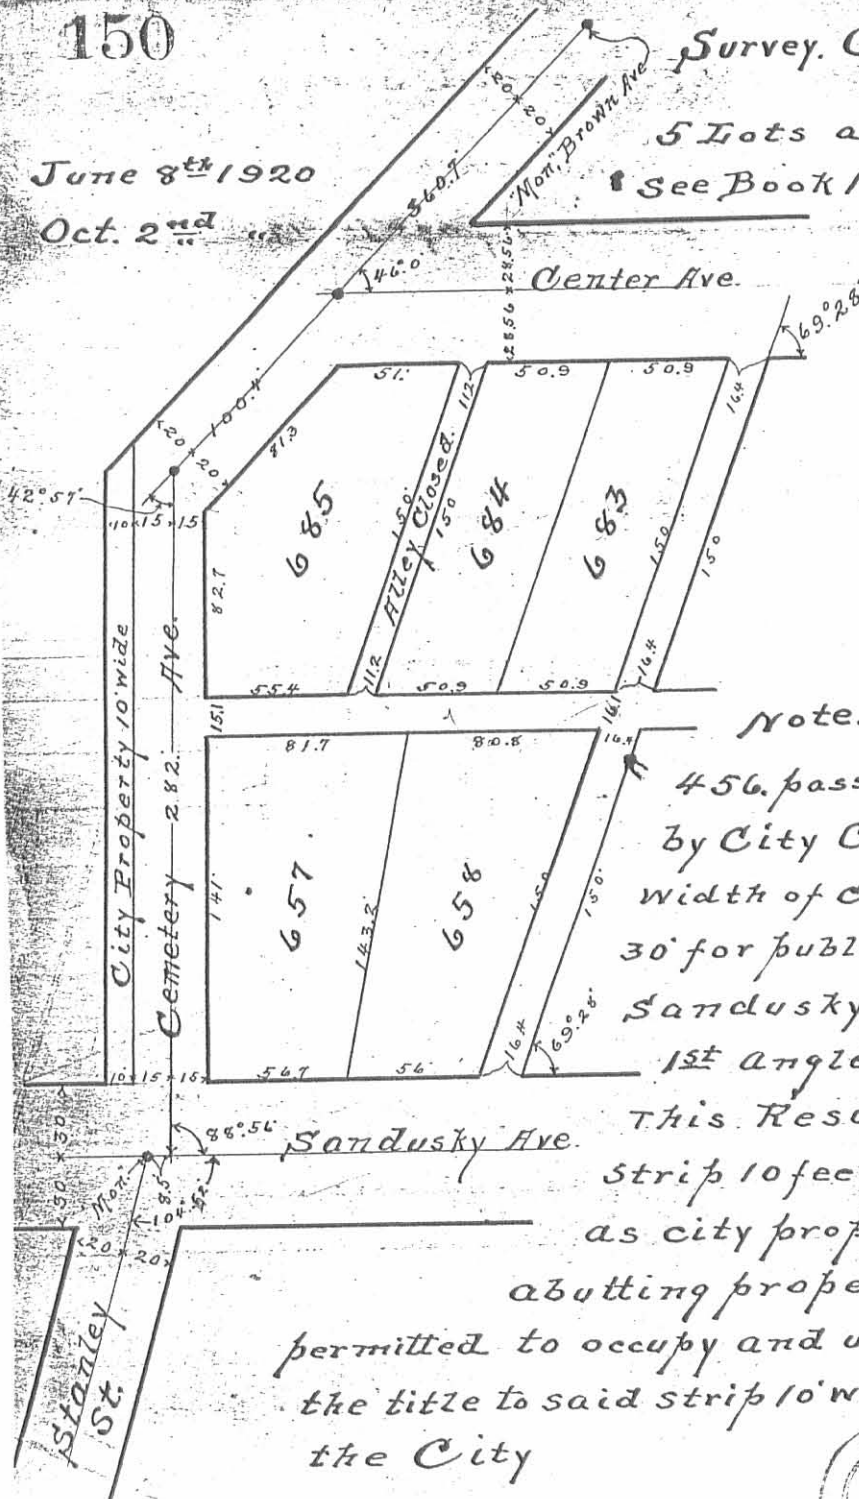 150
Survey.
June 8th 1920
Oct. 2nd "
5 Lots
See Book
"Mon", Brown Ave
20 20
360.7
46°.0
Center Ave.
28.56 28.56
69°.28'
100.4
20 20
42°57'
10 15 15
81.3
51.
11.2
50.9
50.9
16.4
685
150
Alley Closed.
150
684
683
150
150
82.7
55.4
11.2
50.9
50.9
16.4
15.1
16.1
City Property 10' wide
Cemetery 282. Ave.
81.7
80.8
16.4
657
658
141.
143.2
150
150.
69°.28'
56.7
56
16.4
10 15 15
30 30
88°.56'
Sandusky Ave.
"Mon"
8.5
104°.52'
20 20
Stanley
St.
Note.
456. pass
by City C
width of C
30' for publ
Sandusky
1st angle
This Reso
Strip 10 fee
as city prop
abutting prope
permitted to occupy and u
the title to said strip 10' w
the City